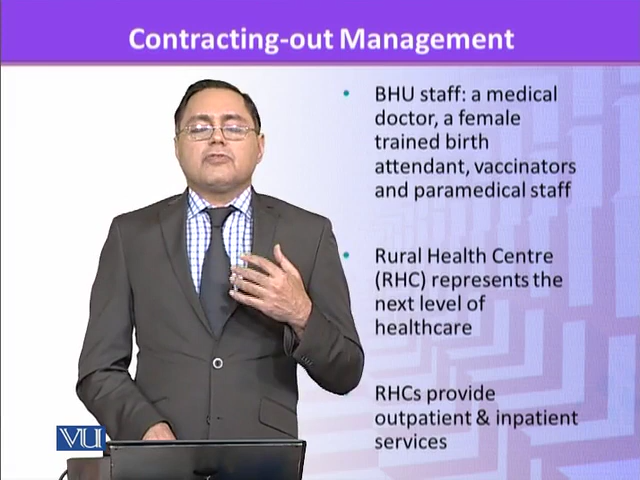 Contracting-out Management
BHU staff: a medical
doctor, a female
trained birth
attendant, vaccinators
and paramedical staff
Rural Health Centre
(RHC) represents the
next level of
healthcare
RHCs provide
outpatient & inpatient
services
VU